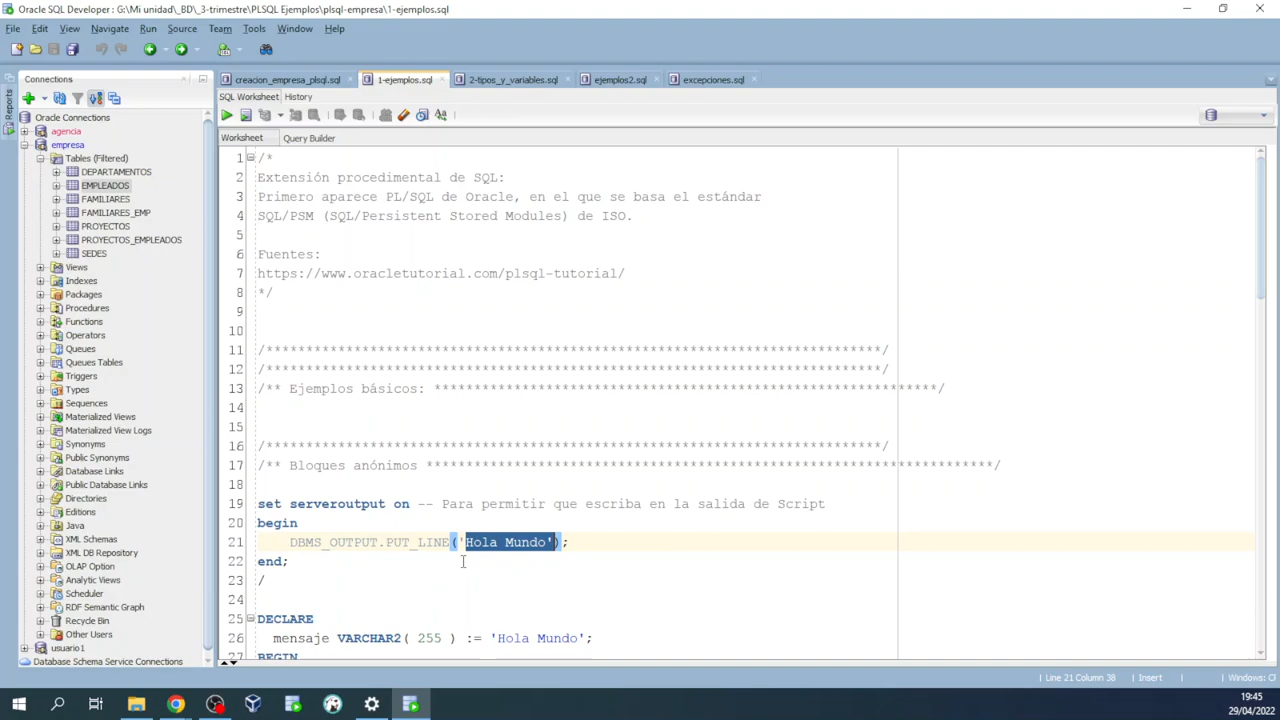 Oracle SQL Developer : G:\Mi unidad\_BD\_3-trimestre\PLSQL Ejemplos\plsql-empresa\1-ejemplos.sql
File Edit View Navigate Run Source Team Tools Window Help
Connections
creacion_empresa_plsql.sql
1-ejemplos.sql
2-tipos_y_variables.sql
ejemplos2.sql
excepciones.sql
SQL Worksheet History
Worksheet Query Builder
Reports
Oracle Connections
agencia
empresa
Tables (Filtered)
DEPARTAMENTOS
EMPLEADOS
FAMILIARES
FAMILIARES_EMP
PROYECTOS
PROYECTOS_EMPLEADOS
SEDES
Views
Indexes
Packages
Procedures
Functions
Operators
Queues
Queues Tables
Triggers
Types
Sequences
Materialized Views
Materialized View Logs
Synonyms
Public Synonyms
Database Links
Public Database Links
Directories
Editions
Java
XML Schemas
XML DB Repository
OLAP Option
Analytic Views
Scheduler
RDF Semantic Graph
Recycle Bin
Other Users
usuario1
Database Schema Service Connections
1 /*
2 Extensión procedimental de SQL:
3 Primero aparece PL/SQL de Oracle, en el que se basa el estándar
4 SQL/PSM (SQL/Persistent Stored Modules) de ISO.
5
6 Fuentes:
7 https://www.oracletutorial.com/plsql-tutorial/
8 */
9
10
11 /*****************************************************************************/
12 /*****************************************************************************/
13 /** Ejemplos básicos: ***************************************************************/
14
15
16 /*****************************************************************************/
17 /** Bloques anónimos ***********************************************************************/
18
19 set serveroutput on -- Para permitir que escriba en la salida de Script
20 begin
21 DBMS_OUTPUT.PUT_LINE('Hola Mundo');
22 end;
23 /
24
25 DECLARE
26 mensaje VARCHAR2( 255 ) := 'Hola Mundo';
27 BEGIN
Line 21 Column 38 Insert Windows: C
19:45
29/04/2022